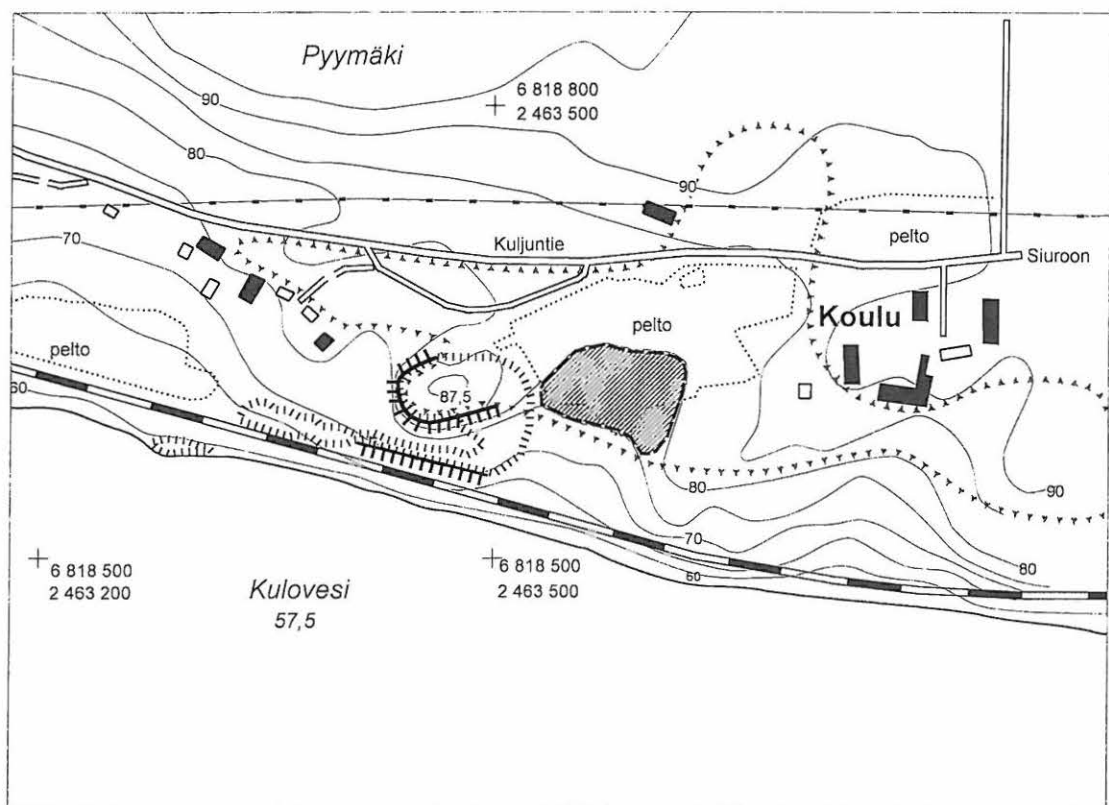 Pyymäki
6 818 800
2 463 500
90
80
90
Kuljuntie
pelto
Siuroon
70
pelto
Koulu
pelto
60
87,5
80
90
70
80
60
6 818 500
2 463 200
6 818 500
2 463 500
Kulovesi
57,5